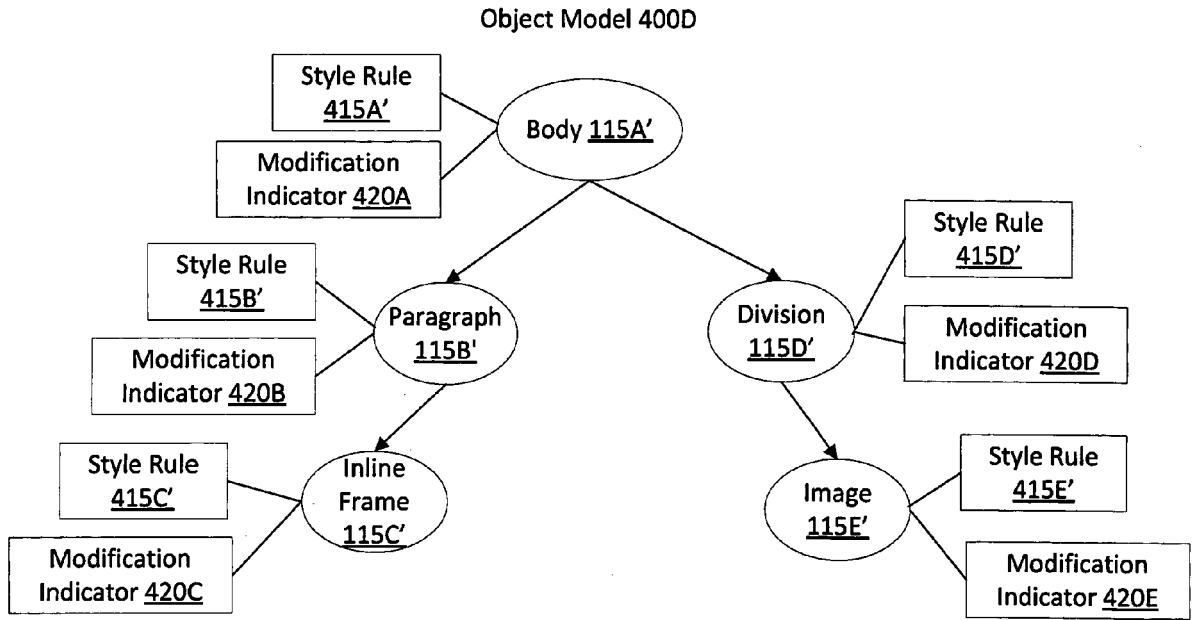 Object Model 400D
Style Rule
415A’
Body 115A’
Modification
Indicator 420A
Style Rule
415B’
Paragraph
115B'
Modification
Indicator 420B
Style Rule
415D’
Division
115D’
Modification
Indicator 420D
Style Rule
415C’
Inline
Frame
115C’
Modification
Indicator 420C
Image
115E’
Style Rule
415E’
Modification
Indicator 420E